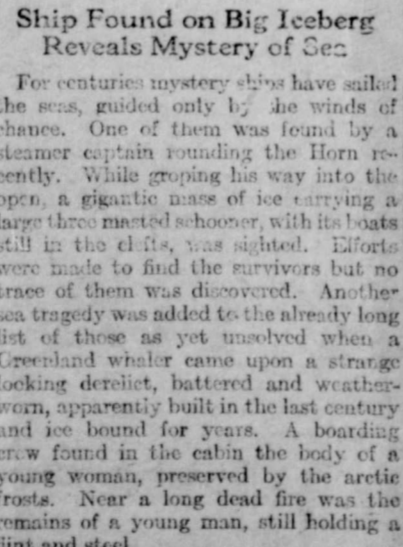 Ship Found on Big Iceberg
Reveals Mystery of Sea
For centuries mystery ships have sailed
the seas, guided only by the winds of
chance. One of them was found by a
steamer captain rounding the Horn re-
cently. While groping his way into the
open, a gigantic mass of ice carrying a
large three masted schooner, with its boats
still in the clefts, was sighted. Efforts
were made to find the survivors but no
trace of them was discovered. Another
sea tragedy was added to the already long
list of those as yet unsolved when a
Greenland whaler came upon a strange
looking derelict, battered and weather-
worn, apparently built in the last century
and ice bound for years. A boarding
crew found in the cabin the body of a
young woman, preserved by the arctic
frosts. Near a long dead fire was the
remains of a young man, still holding a
flint and steel.